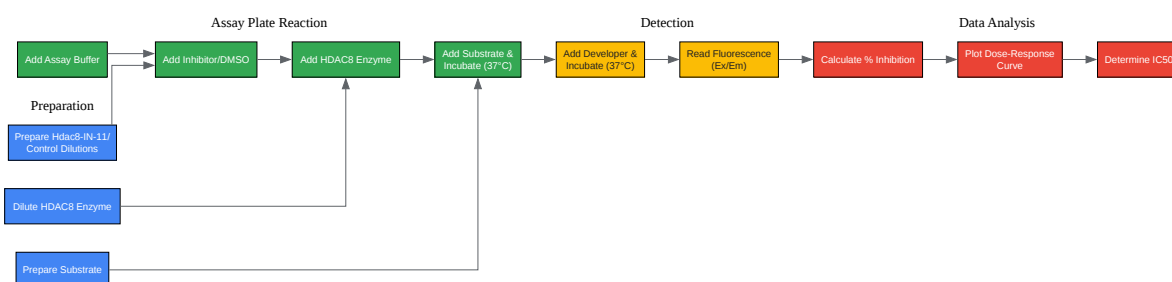 Assay Plate Reaction
Detection
Data Analysis
Add Assay Buffer
Add Inhibitor/DMSO
Add HDAC8 Enzyme
Add Substrate &
Incubate (37°C)
Add Developer &
Incubate (37°C)
Read Fluorescence
(Ex/Em)
Calculate % Inhibition
Plot Dose-Response
Curve
Determine IC50
Preparation
Prepare Hdac8-IN-11/
Control Dilutions
Dilute HDAC8 Enzyme
Prepare Substrate